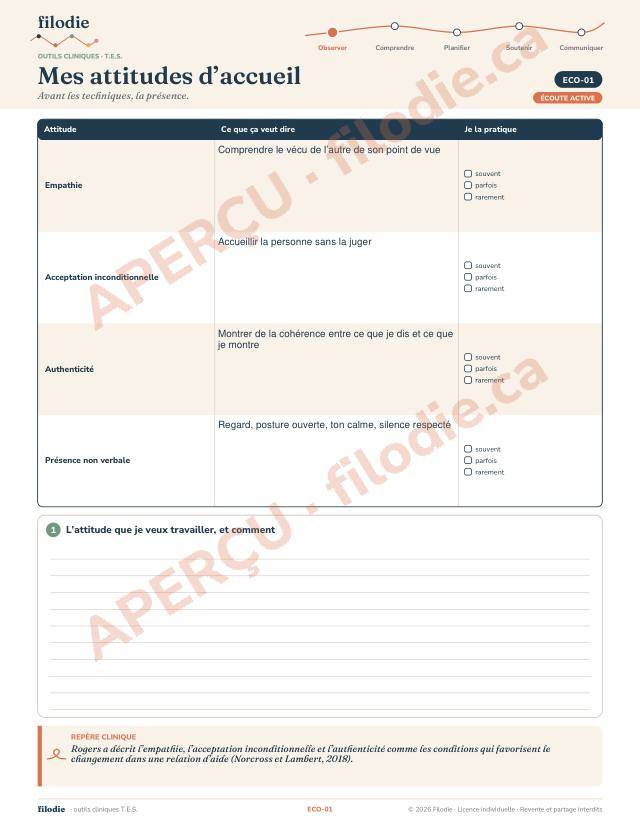 filodie
OUTILS CLINIQUES · T.E.S.
Observer Comprendre Planifier Soutenir Communiquer
Mes attitudes d’accueil
Avant les techniques, la présence.
ECO-01
ÉCOUTE ACTIVE
Attitude Ce que ça veut dire Je la pratique
Empathie
Comprendre le vécu de l'autre de son point de vue
souvent
parfois
rarement
Acceptation inconditionnelle
Accueillir la personne sans la juger
souvent
parfois
rarement
Authenticité
Montrer de la cohérence entre ce que je dis et ce que
je montre
souvent
parfois
rarement
Présence non verbale
Regard, posture ouverte, ton calme, silence respecté
souvent
parfois
rarement
1 L’attitude que je veux travailler, et comment
REPÈRE CLINIQUE
Rogers a décrit l’empathie, l’acceptation inconditionnelle et l’authenticité comme les conditions qui favorisent le
changement dans une relation d’aide (Norcross et Lambert, 2018).
filodie · outils cliniques T.E.S. ECO-01 © 2026 Filodie · Licence individuelle · Revente et partage interdits
APERÇU · filodie.ca
APERÇU · filodie.ca